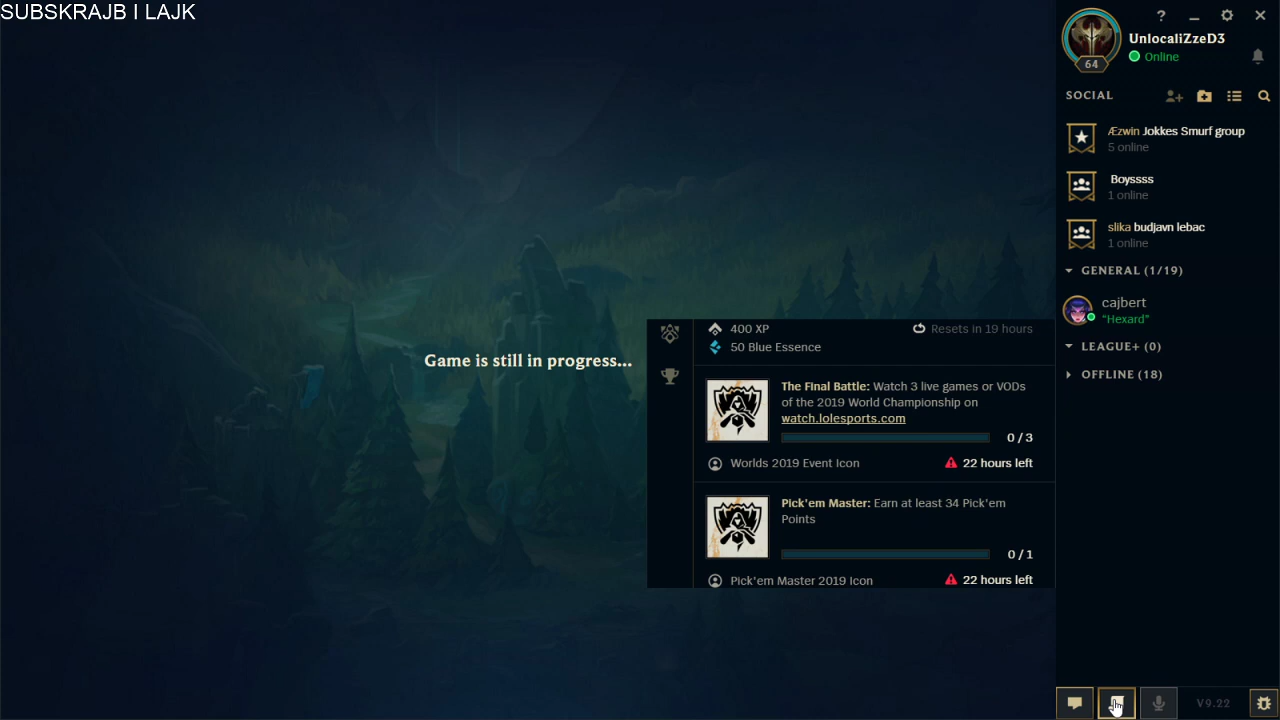 SUBSKRAJB I LAJK
?
UnlocaliZzeD3
Online
64
SOCIAL
Æzwin Jokkes Smurf group
5 online
Boyssss
1 online
slika budjavn lebac
1 online
GENERAL (1/19)
cajbert
"Hexard"
LEAGUE+ (0)
OFFLINE (18)
Game is still in progress...
400 XP
Resets in 19 hours
50 Blue Essence
The Final Battle: Watch 3 live games or VODs
of the 2019 World Championship on
watch.lolesports.com
0 / 3
Worlds 2019 Event Icon
22 hours left
Pick'em Master: Earn at least 34 Pick'em
Points
0 / 1
Pick'em Master 2019 Icon
22 hours left
V9.22